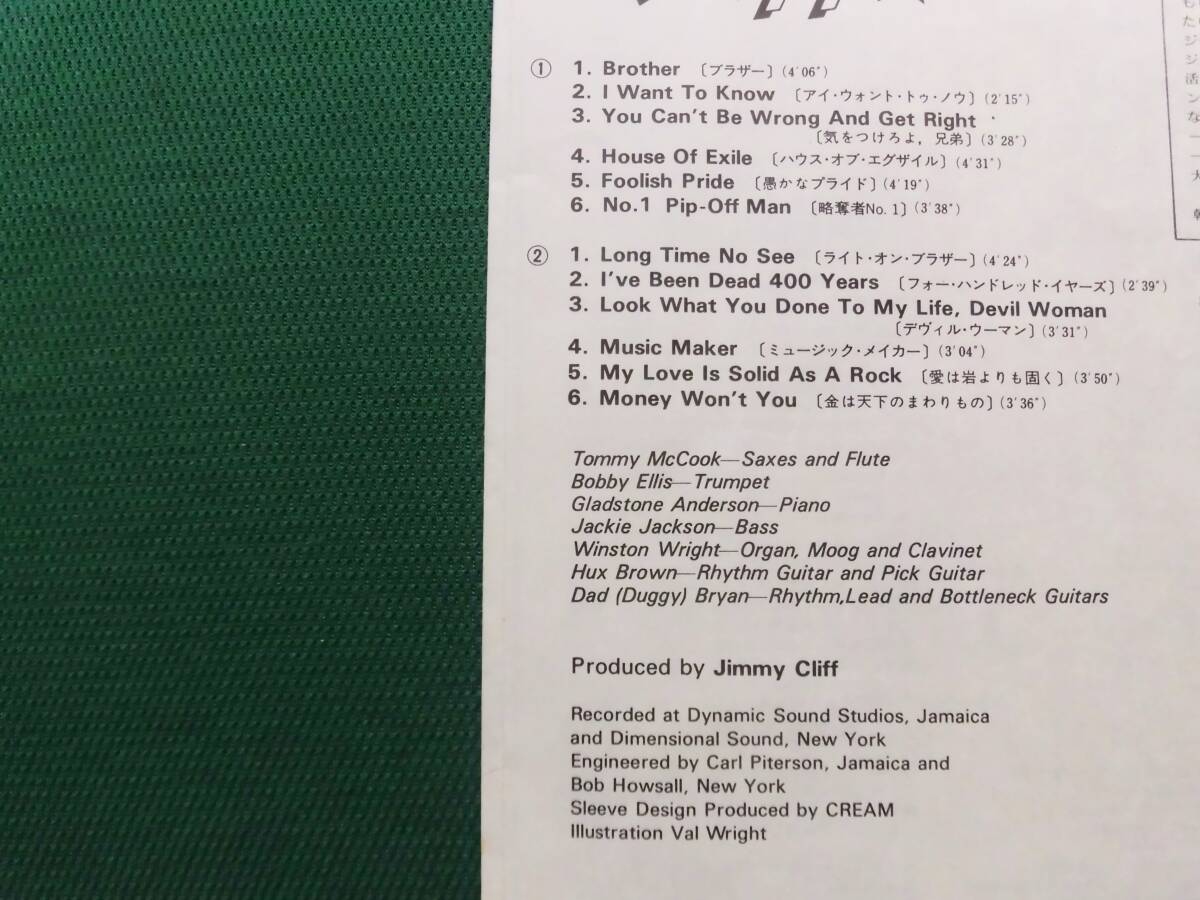 ① 1. Brother 〔ブラザー〕(4'06")
2. I Want To Know 〔アイ・ウォント・トゥ・ノウ〕(2'15")
3. You Can't Be Wrong And Get Right
〔気をつけろよ，兄弟〕(3'28")
4. House Of Exile 〔ハウス・オブ・エグザイル〕(4'31")
5. Foolish Pride 〔愚かなプライド〕(4'19")
6. No.1 Pip-Off Man 〔略奪者No. 1〕(3'38")
② 1. Long Time No See 〔ライト・オン・ブラザー〕(4'24")
2. I've Been Dead 400 Years 〔フォー・ハンドレッド・イヤーズ〕(2'39")
3. Look What You Done To My Life, Devil Woman
〔デヴィル・ウーマン〕(3'31")
4. Music Maker 〔ミュージック・メイカー〕(3'04")
5. My Love Is Solid As A Rock 〔愛は岩よりも固く〕(3'50")
6. Money Won't You 〔金は天下のまわりもの〕(3'36")
Tommy McCook—Saxes and Flute
Bobby Ellis—Trumpet
Gladstone Anderson—Piano
Jackie Jackson—Bass
Winston Wright—Organ, Moog and Clavinet
Hux Brown—Rhythm Guitar and Pick Guitar
Dad (Duggy) Bryan—Rhythm,Lead and Bottleneck Guitars
Produced by Jimmy Cliff
Recorded at Dynamic Sound Studios, Jamaica
and Dimensional Sound, New York
Engineered by Carl Piterson, Jamaica and
Bob Howsall, New York
Sleeve Design Produced by CREAM
Illustration Val Wright